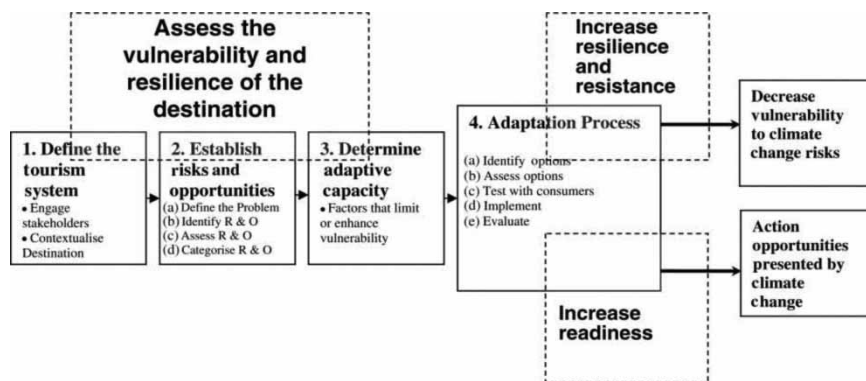 Assess the
vulnerability and
resilience of the
destination
Increase
resilience
and
resistance
1. Define the
tourism
system
• Engage
stakeholders
• Contextualise
Destination
2. Establish
risks and
opportunities
(a) Define the Problem
(b) Identify R & O
(c) Assess R & O
(d) Categorise R & O
3. Determine
adaptive
capacity
• Factors that limit
or enhance
vulnerability
4. Adaptation Process
(a) Identify options
(b) Assess options
(c) Test with consumers
(d) Implement
(e) Evaluate
Decrease
vulnerability
to climate
change risks
Action
opportunities
presented by
climate
change
Increase
readiness